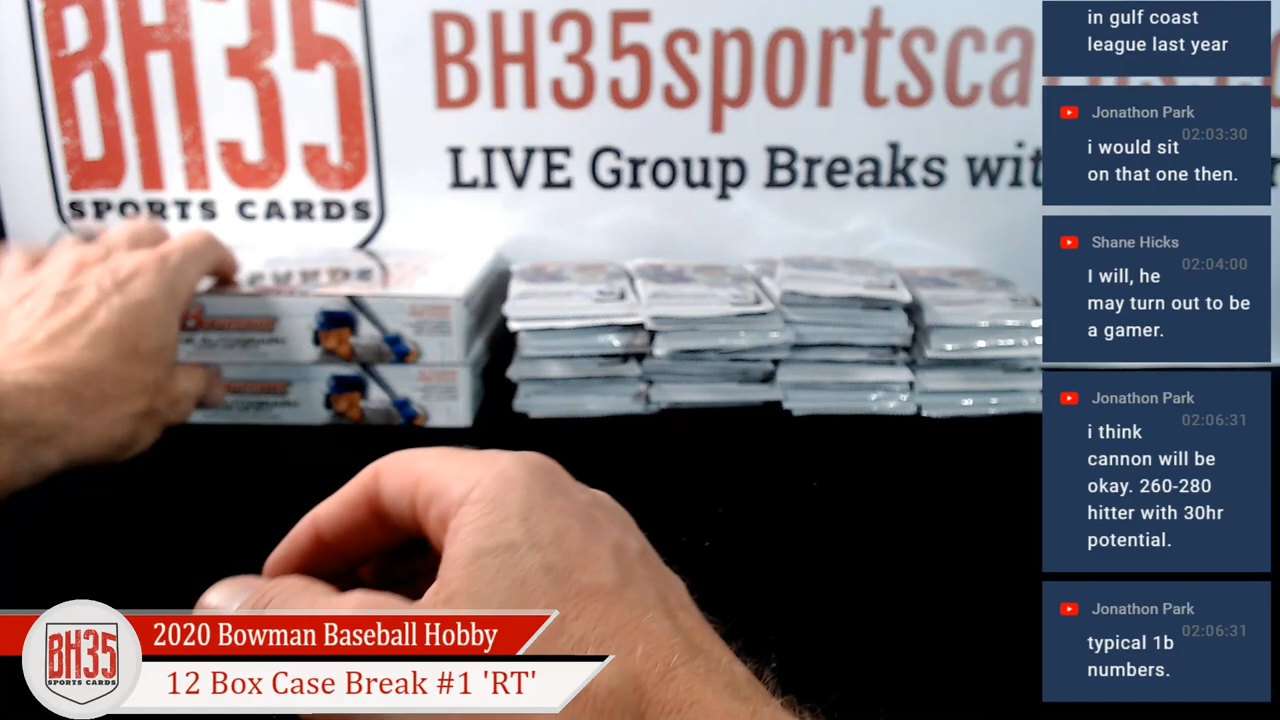 BH35
SPORTS CARDS
BH35sportsca
LIVE Group Breaks wit
in gulf coast
league last year
Jonathon Park
02:03:30
i would sit
on that one then.
Shane Hicks
02:04:00
I will, he
may turn out to be
a gamer.
Jonathon Park
02:06:31
i think
cannon will be
okay. 260-280
hitter with 30hr
potential.
Jonathon Park
02:06:31
typical 1b
numbers.
BH35
SPORTS CARDS
2020 Bowman Baseball Hobby
12 Box Case Break #1 'RT'